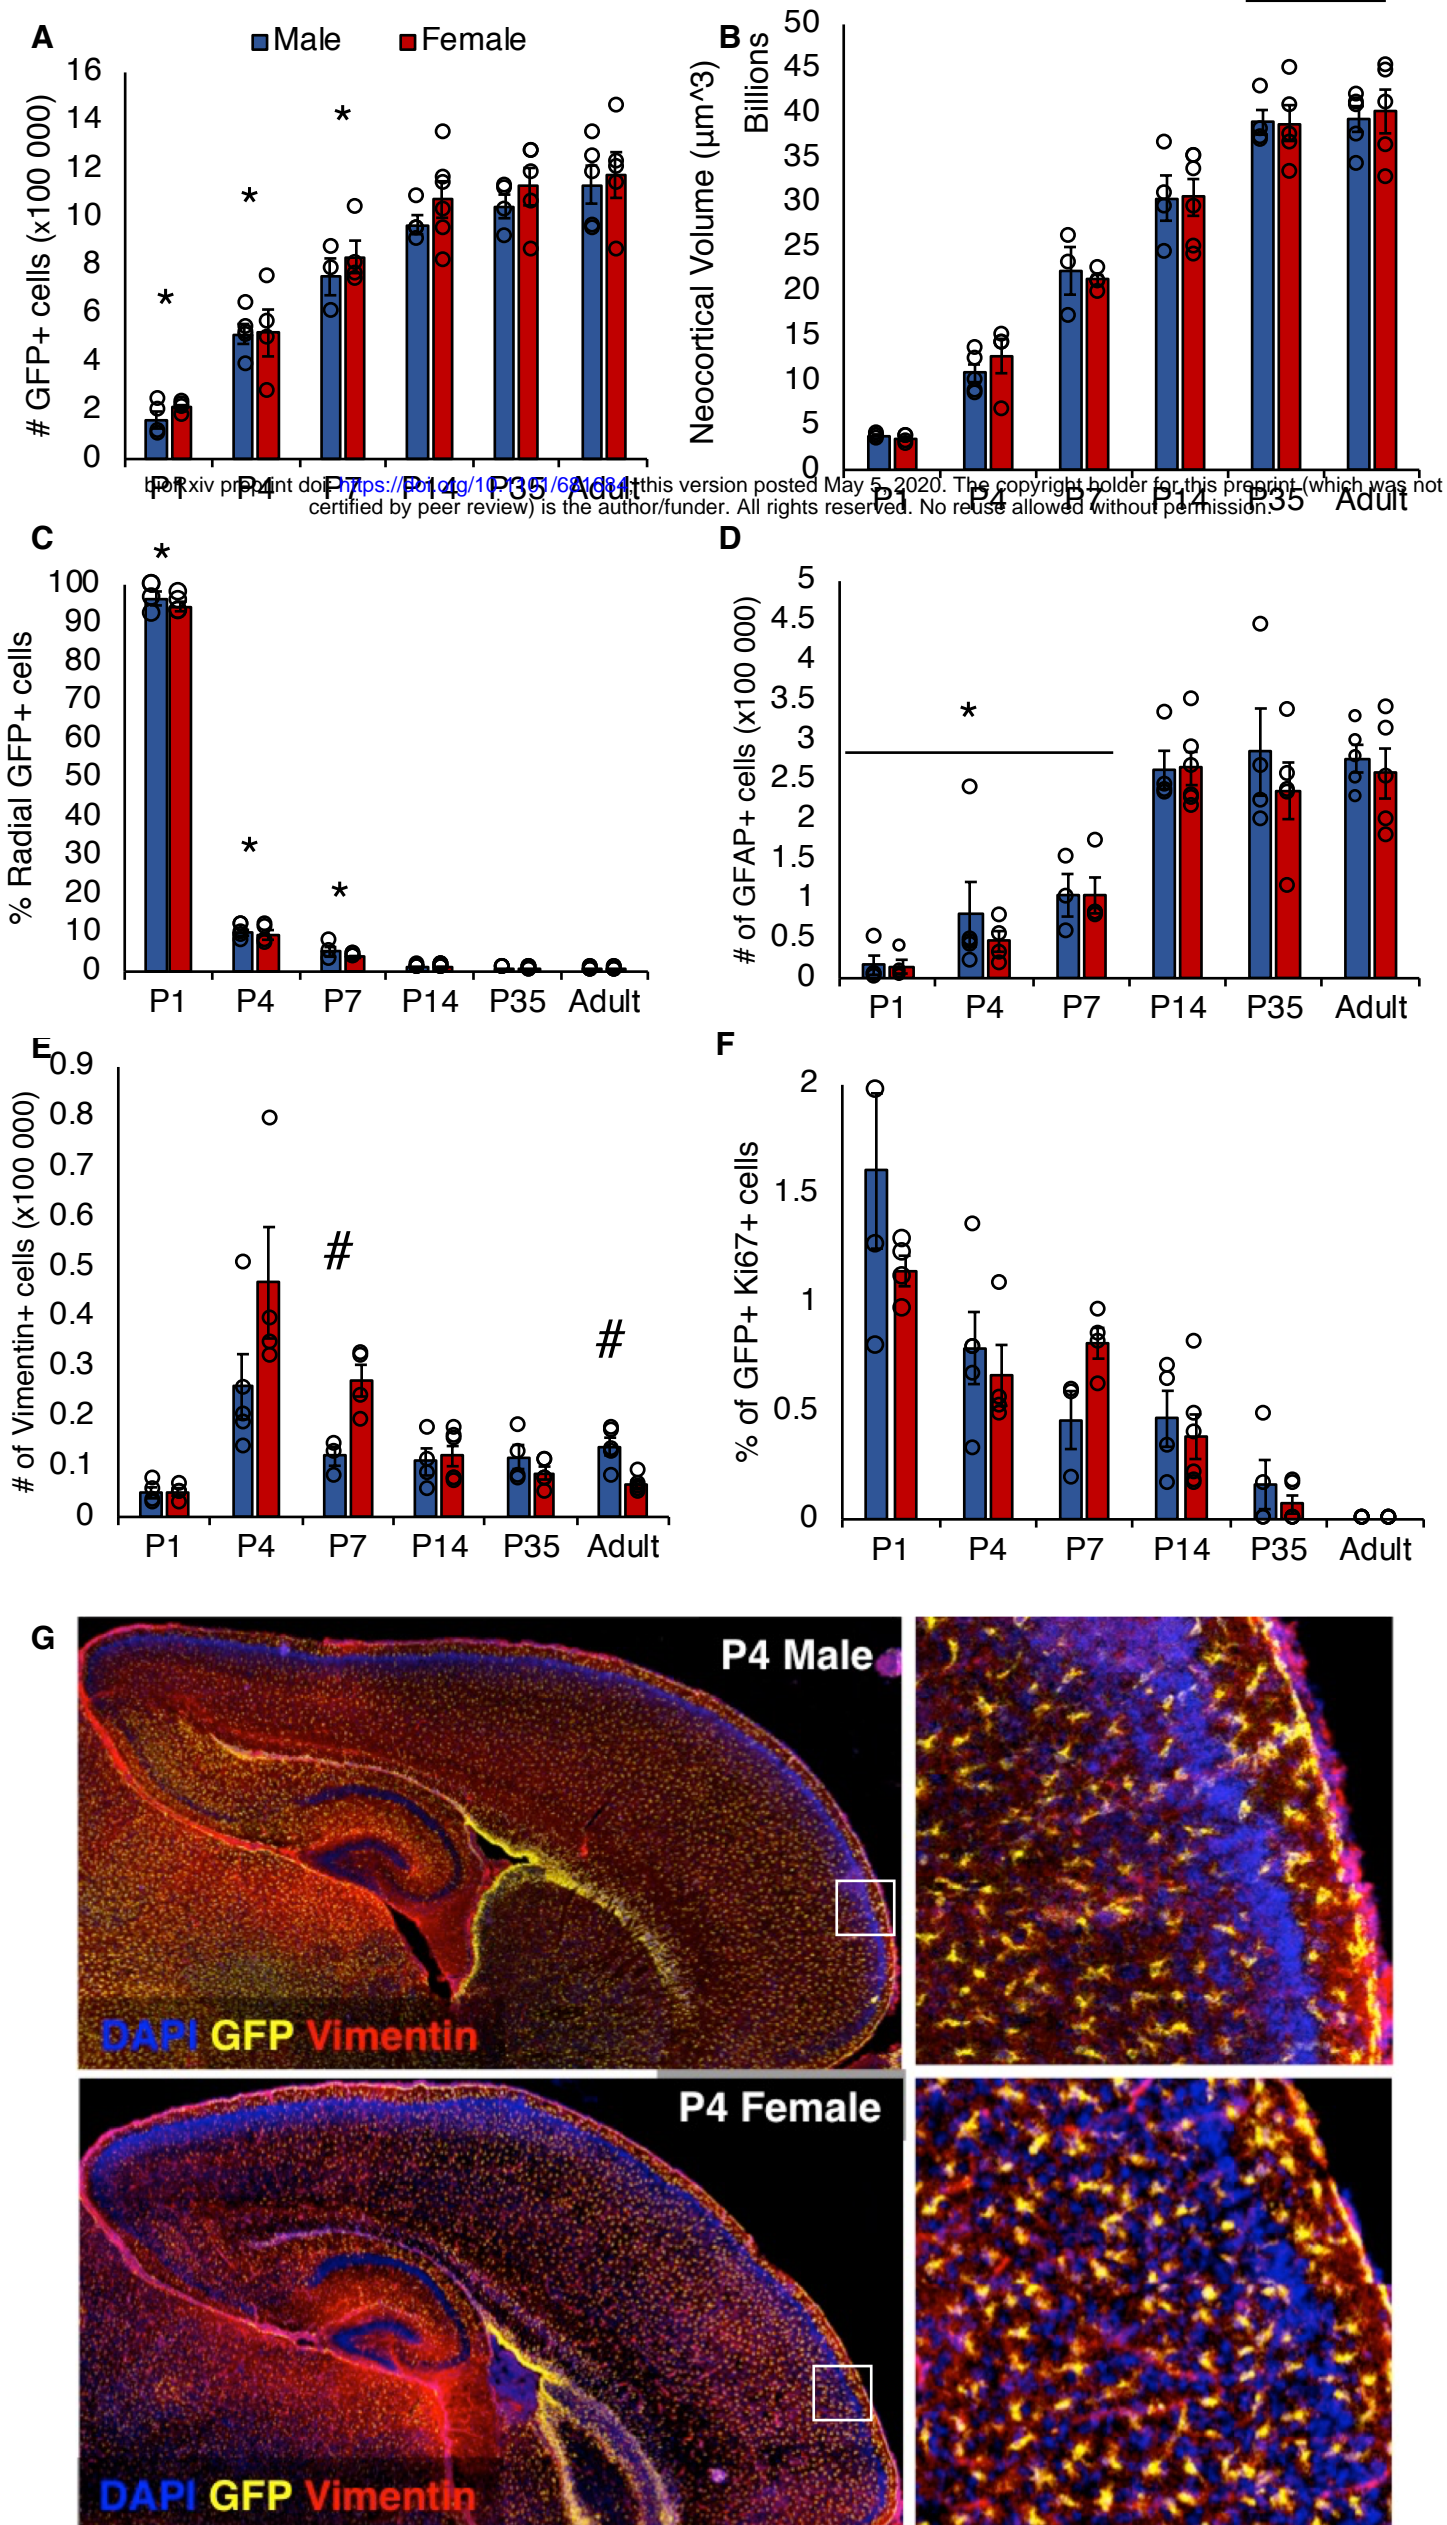 A
Male
Female
# GFP+ cells (x100 000)
16
14
12
10
8
6
4
2
0
*
*
*
P1 P4 P7 P14 P35 Adult
B
Neocortical Volume (µm^3)
Billions
50
45
40
35
30
25
20
15
10
5
0
P1 P4 P7 P14 P35 Adult
bioRxiv preprint doi: https://doi.org/10.1101/681684; this version posted May 5, 2020. The copyright holder for this preprint (which was not
certified by peer review) is the author/funder. All rights reserved. No reuse allowed without permission.
C
% Radial GFP+ cells
100
90
80
70
60
50
40
30
20
10
0
*
*
*
P1 P4 P7 P14 P35 Adult
D
# of GFAP+ cells (x100 000)
5
4.5
4
3.5
3
2.5
2
1.5
1
0.5
0
*
P1 P4 P7 P14 P35 Adult
E
# of Vimentin+ cells (x100 000)
0.9
0.8
0.7
0.6
0.5
0.4
0.3
0.2
0.1
0
#
#
P1 P4 P7 P14 P35 Adult
F
% of GFP+ Ki67+ cells
2
1.5
1
0.5
0
P1 P4 P7 P14 P35 Adult
G
P4 Male
DAPI GFP Vimentin
P4 Female
DAPI GFP Vimentin